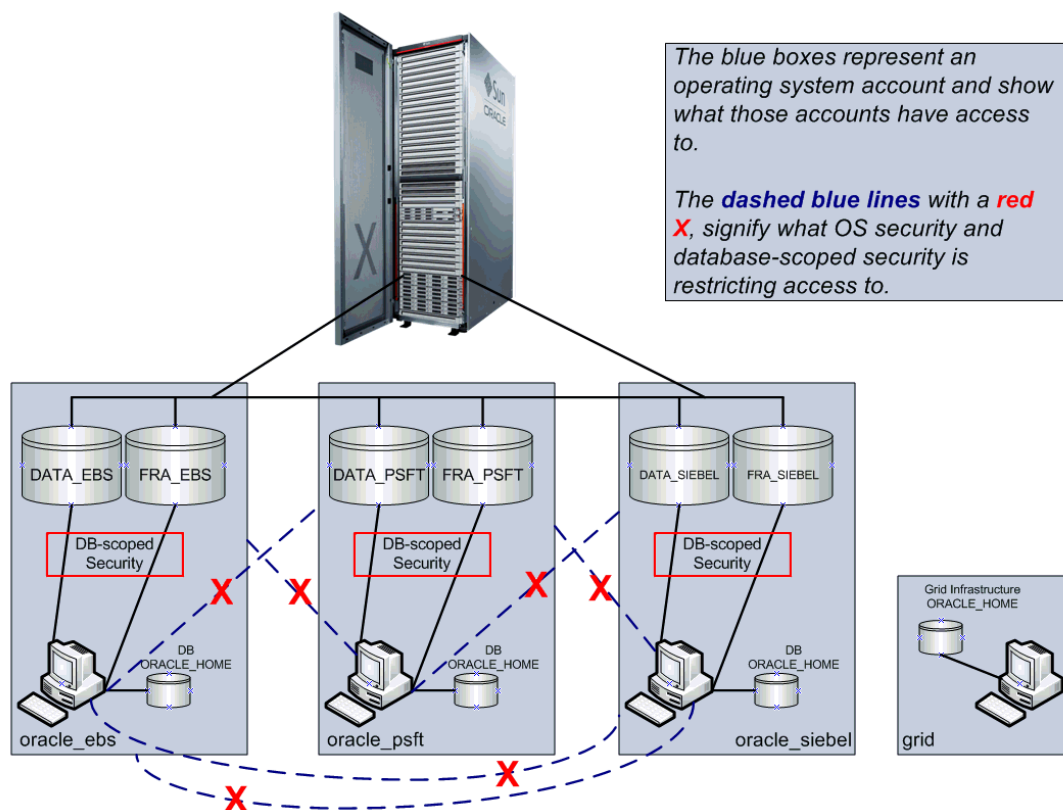 Sun
ORACLE
X
The blue boxes represent an
operating system account and show
what those accounts have access
to.
The dashed blue lines with a red
X, signify what OS security and
database-scoped security is
restricting access to.
DATA_EBS
FRA_EBS
DB-scoped
Security
DB
ORACLE_HOME
oracle_ebs
DATA_PSFT
FRA_PSFT
DB-scoped
Security
DB
ORACLE_HOME
oracle_psft
DATA_SIEBEL
FRA_SIEBEL
DB-scoped
Security
DB
ORACLE_HOME
oracle_siebel
Grid Infrastructure
ORACLE_HOME
grid
X
X
X
X
X
X